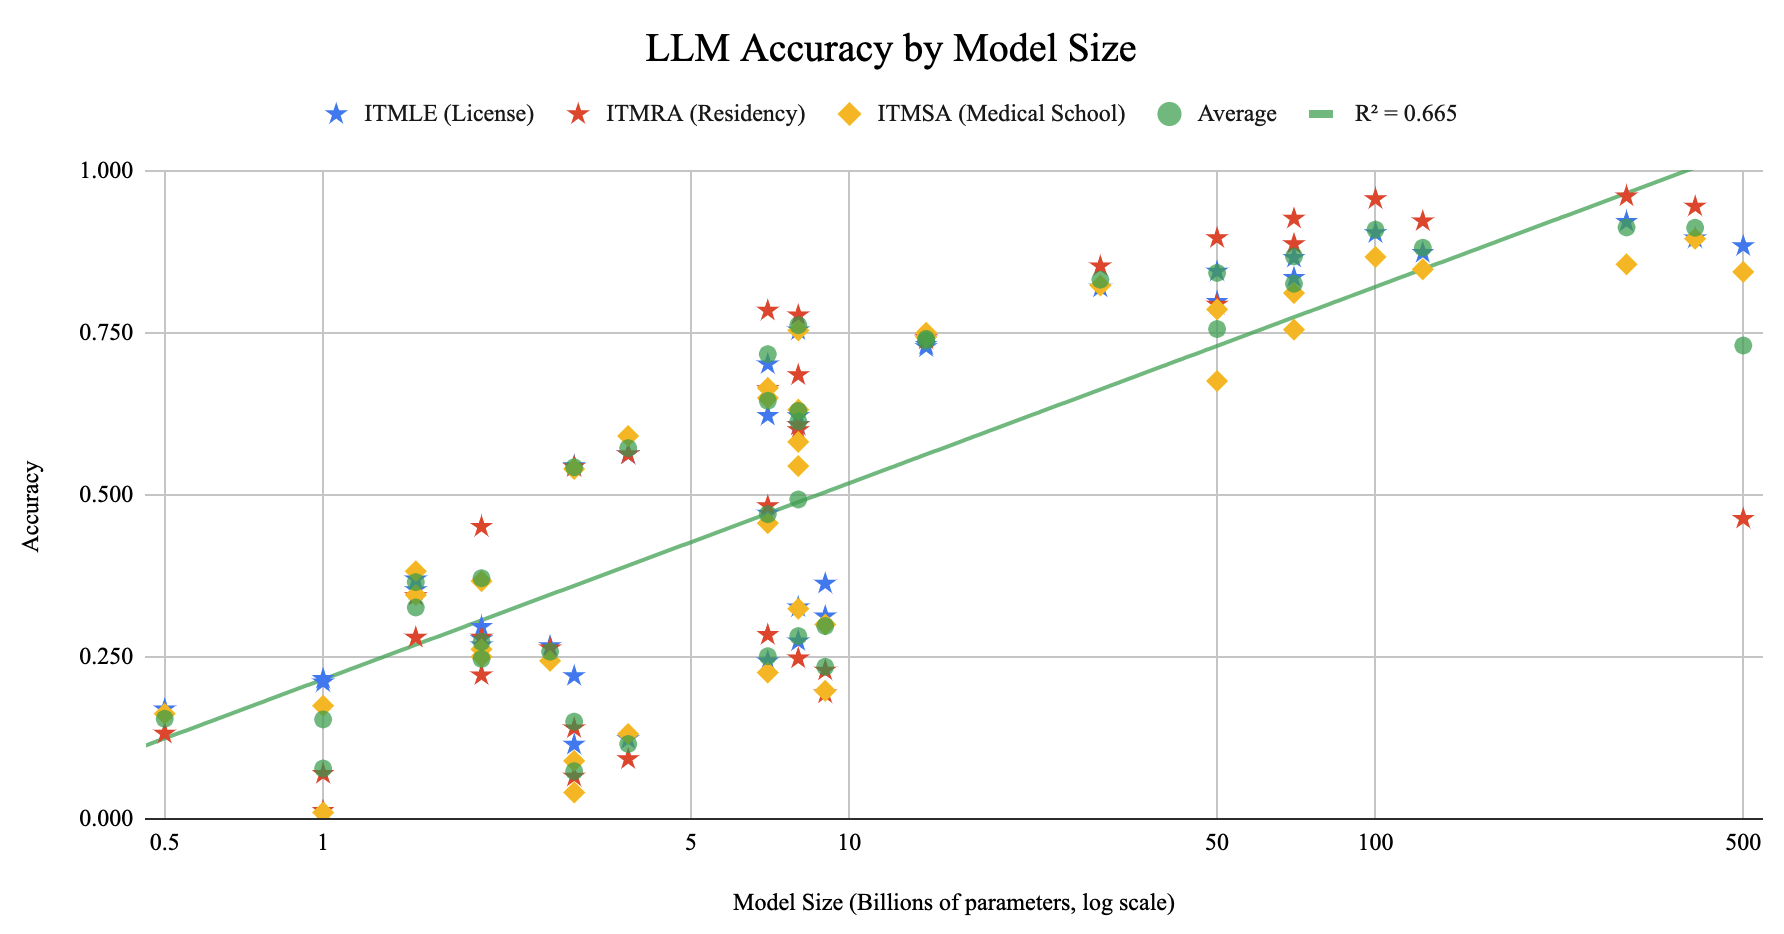 LLM Accuracy by Model Size
ITMLE (License) ITMRA (Residency) ITMSA (Medical School) Average R² = 0.665
1.000
0.750
0.500
0.250
0.000
Accuracy
0.5 1 5 10 50 100 500
Model Size (Billions of parameters, log scale)